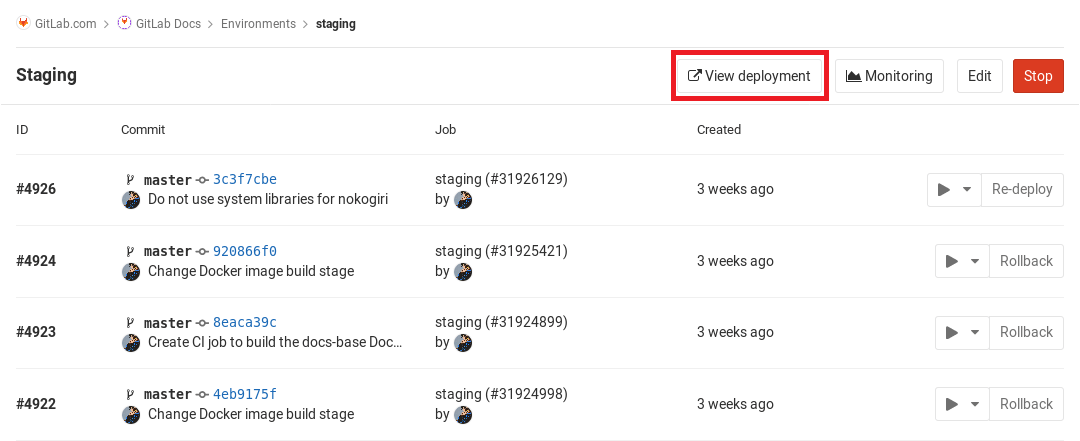 GitLab.com > GitLab Docs > Environments > staging
Staging View deployment Monitoring Edit Stop
ID Commit Job Created
#4926 master 3c3f7cbe staging (#31926129) 3 weeks ago Re-deploy
Do not use system libraries for nokogiri by
#4924 master 920866f0 staging (#31925421) 3 weeks ago Rollback
Change Docker image build stage by
#4923 master 8eaca39c staging (#31924899) 3 weeks ago Rollback
Create CI job to build the docs-base Doc... by
#4922 master 4eb9175f staging (#31924998) 3 weeks ago Rollback
Change Docker image build stage by